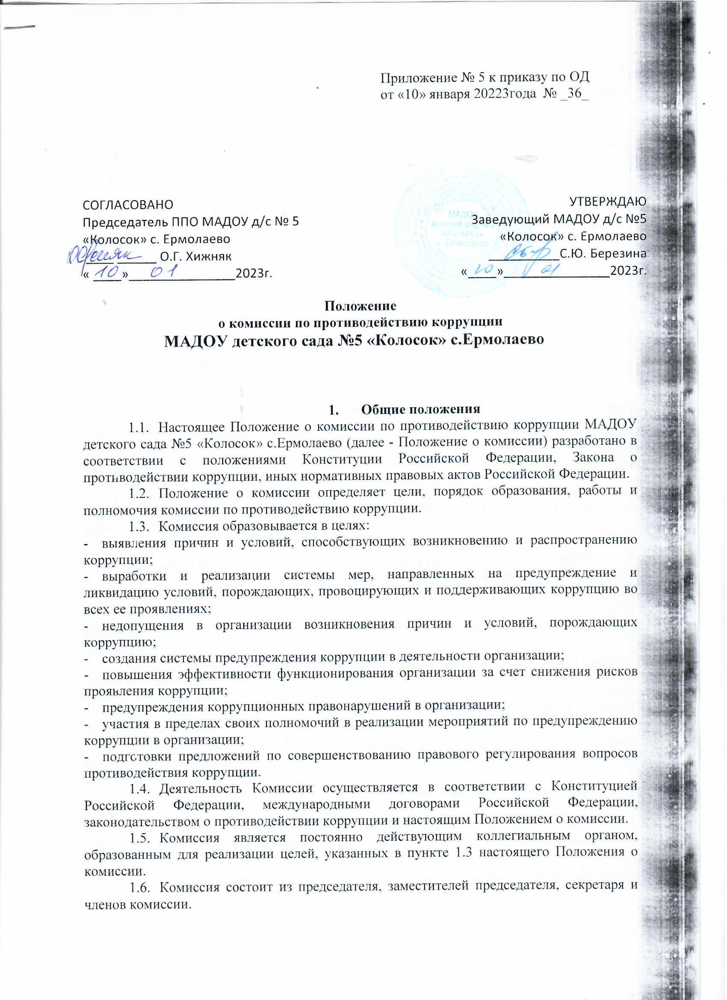 Приложение № 5 к приказу по ОД
от «10» января 20223года № _36_
СОГЛАСОВАНО
Председатель ППО МАДОУ д/с № 5
«Колосок» с. Ермолаево
____ ______ О.Г. Хижняк
« 10 »_______01________2023г.
УТВЕРЖДАЮ
Заведующий МАДОУ д/с №5
«Колосок» с. Ермолаево
__________С.Ю. Березина
« 10 »_______01________2023г.
МАДОУ
детский сад №5
«Колосок»
с. Ермолаево
Положение
о комиссии по противодействию коррупции
МАДОУ детского сада №5 «Колосок» с.Ермолаево
1. Общие положения
1.1. Настоящее Положение о комиссии по противодействию коррупции МАДОУ
детского сада №5 «Колосок» с.Ермолаево (далее - Положение о комиссии) разработано в
соответствии с положениями Конституции Российской Федерации, Закона о
противодействии коррупции, иных нормативных правовых актов Российской Федерации.
1.2. Положение о комиссии определяет цели, порядок образования, работы и
полномочия комиссии по противодействию коррупции.
1.3. Комиссия образовывается в целях:
- выявления причин и условий, способствующих возникновению и распространению
коррупции;
- выработки и реализации системы мер, направленных на предупреждение и
ликвидацию условий, порождающих, провоцирующих и поддерживающих коррупцию во
всех ее проявлениях;
- недопущения в организации возникновения причин и условий, порождающих
коррупцию;
- создания системы предупреждения коррупции в деятельности организации;
- повышения эффективности функционирования организации за счет снижения рисков
проявления коррупции;
- предупреждения коррупционных правонарушений в организации;
- участия в пределах своих полномочий в реализации мероприятий по предупреждению
коррупции в организации;
- подготовки предложений по совершенствованию правового регулирования вопросов
противодействия коррупции.
1.4. Деятельность Комиссии осуществляется в соответствии с Конституцией
Российской Федерации, международными договорами Российской Федерации,
законодательством о противодействии коррупции и настоящим Положением о комиссии.
1.5. Комиссия является постоянно действующим коллегиальным органом,
образованным для реализации целей, указанных в пункте 1.3 настоящего Положения о
комиссии.
1.6. Комиссия состоит из председателя, заместителей председателя, секретаря и
членов комиссии.